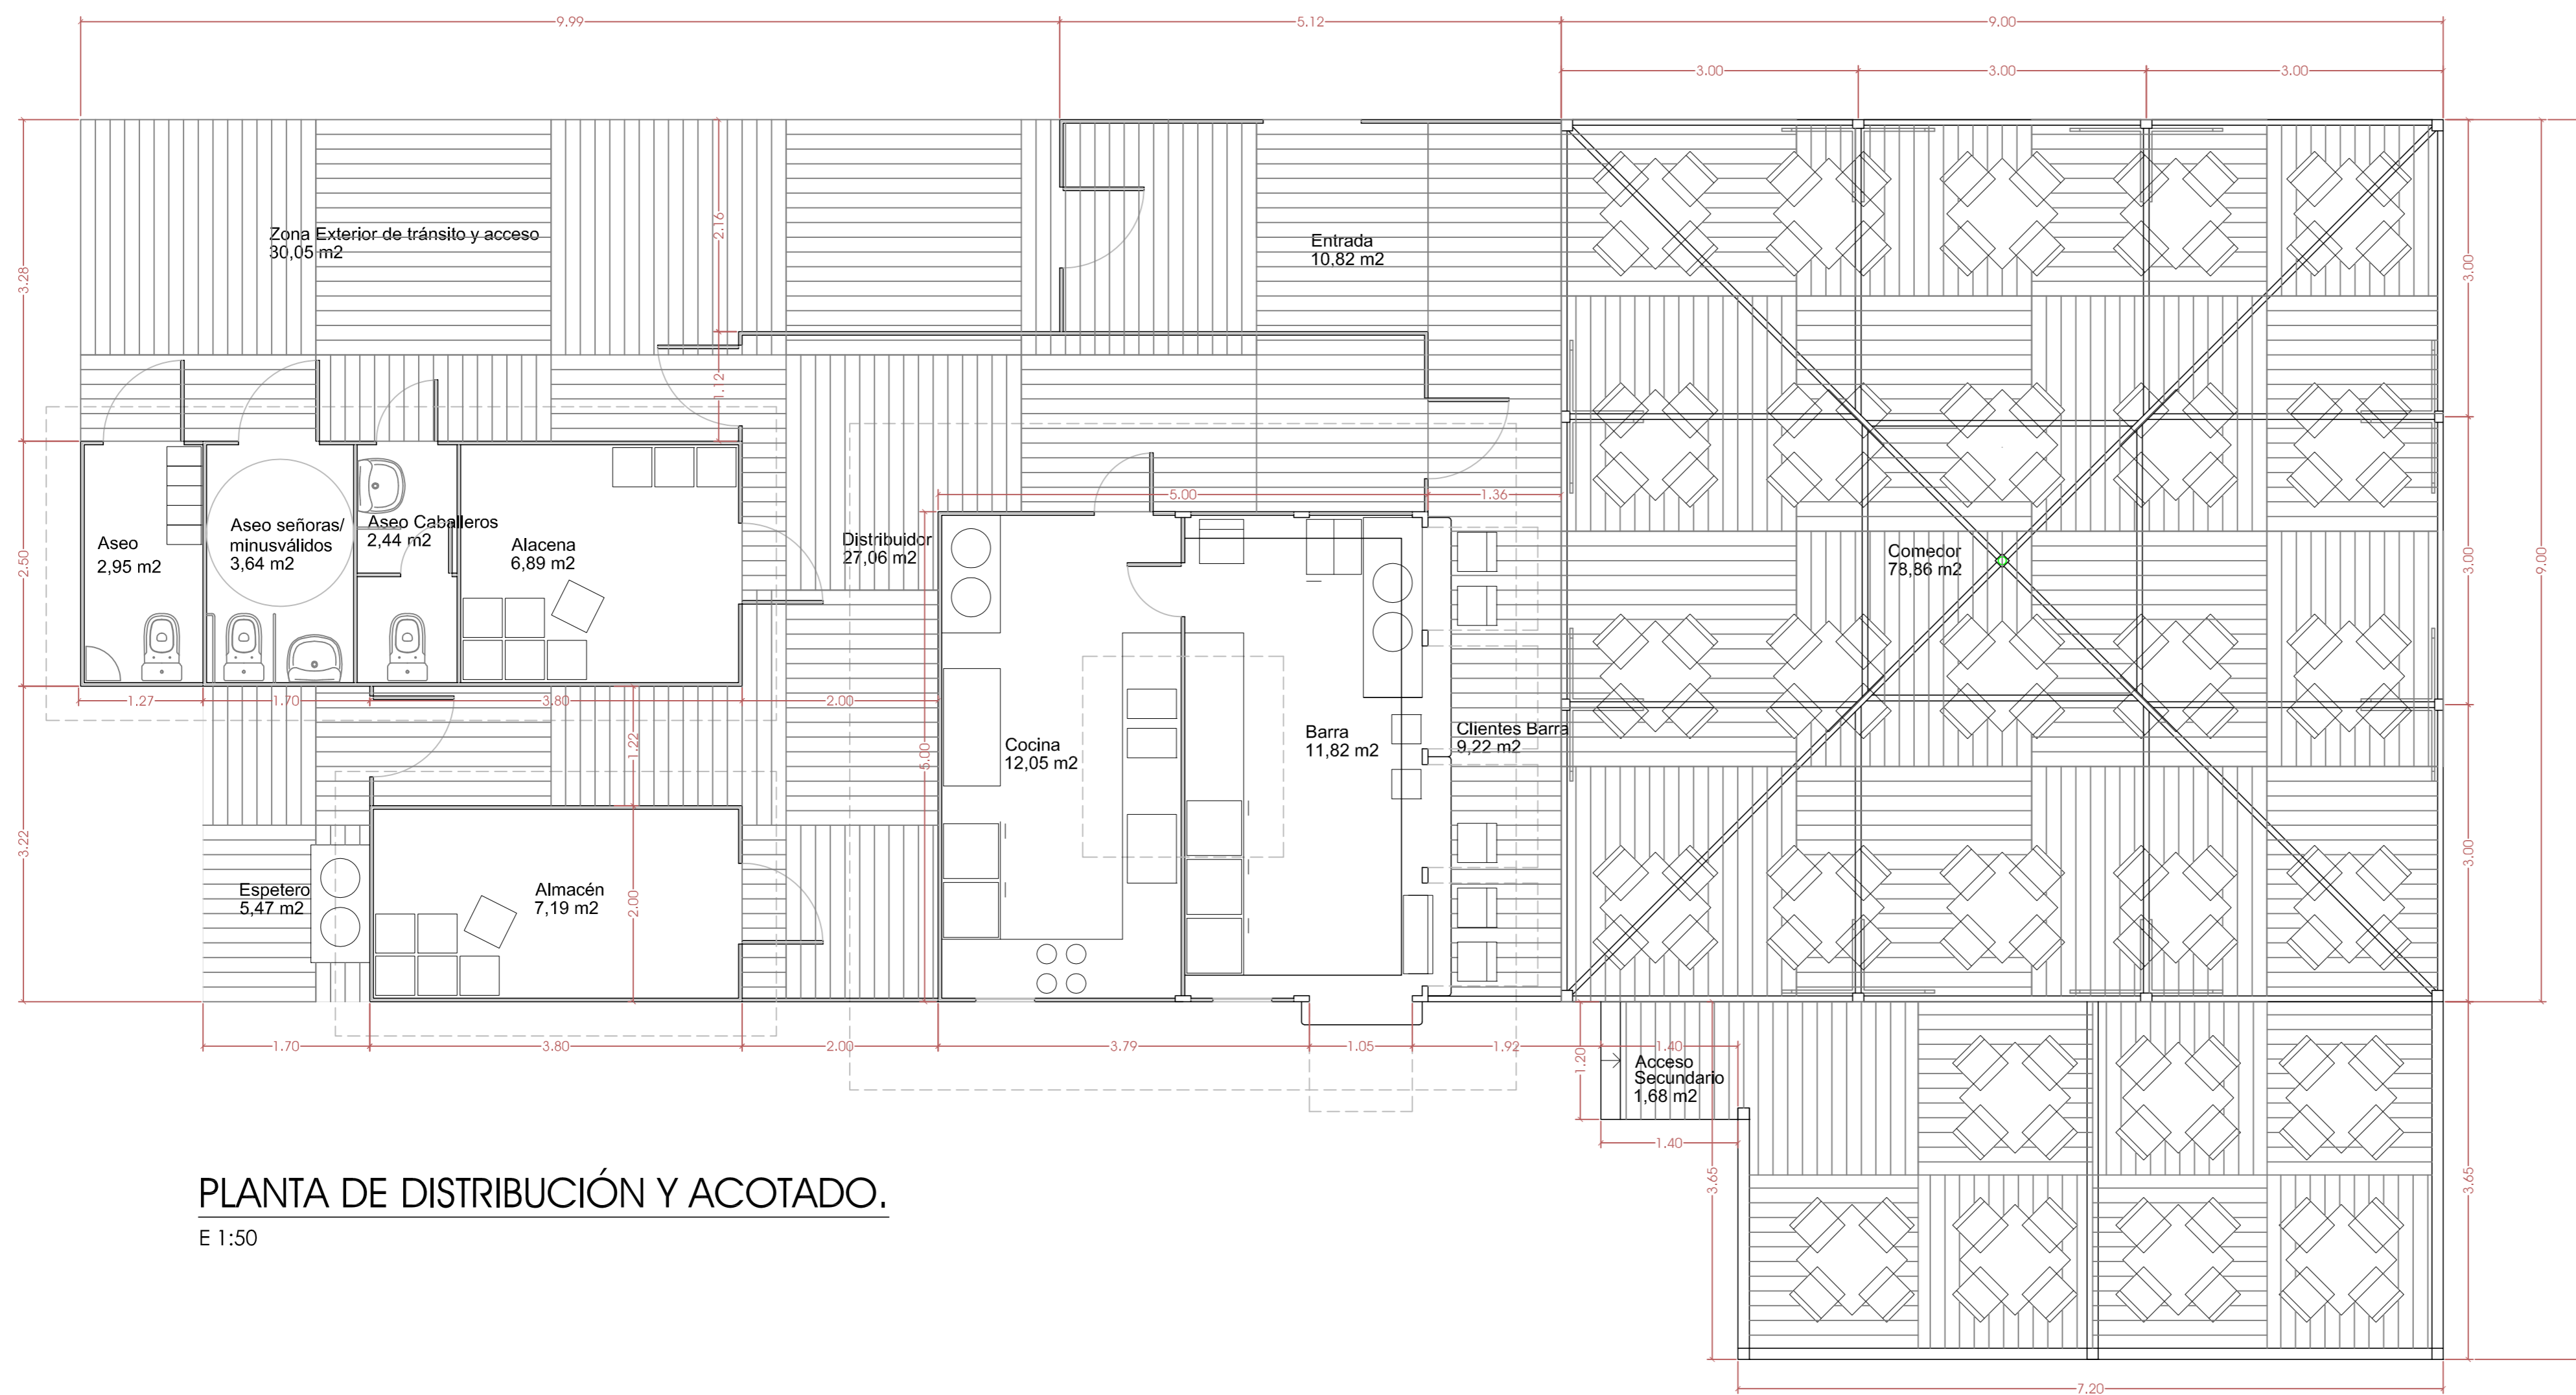 9.99
5.12
9.00
3.00
3.00
3.00
3.28
2.16
Zona Exterior de tránsito y acceso
30,05 m2
Entrada
10,82 m2
3.00
1.12
5.00
1.36
2.50
Aseo
2,95 m2
Aseo señoras/
minusválidos
3,64 m2
Aseo Caballeros
2,44 m2
Alacena
6,89 m2
Distribuidor
27,06 m2
Comedor
78,86 m2
3.00
9.00
1.27
1.70
3.80
2.00
1.22
5.00
Cocina
12,05 m2
Barra
11,82 m2
Clientes Barra
9,22 m2
3.22
3.00
Espetero
5,47 m2
Almacén
7,19 m2
2.00
1.70
3.80
2.00
3.79
1.05
1.92
1.40
1.20
Acceso
Secundario
1,68 m2
1.40
3.65
3.65
PLANTA DE DISTRIBUCIÓN Y ACOTADO.
E 1:50
7.20